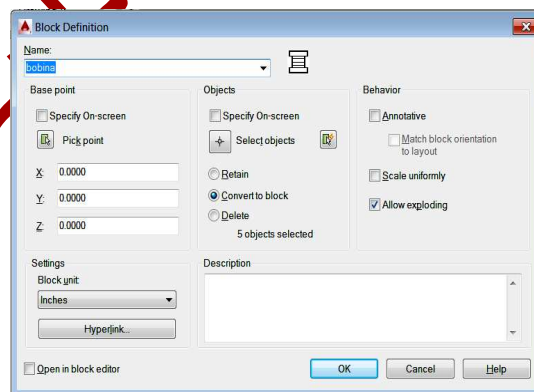 Block Definition
Name:
bobina
Base point
Specify On-screen
Pick point
X: 0.0000
Y: 0.0000
Z: 0.0000
Objects
Specify On-screen
Select objects
Retain
Convert to block
Delete
5 objects selected
Behavior
Annotative
Match block orientation
to layout
Scale uniformly
Allow exploding
Settings
Block unit:
Inches
Hyperlink...
Description
Open in block editor
OK
Cancel
Help